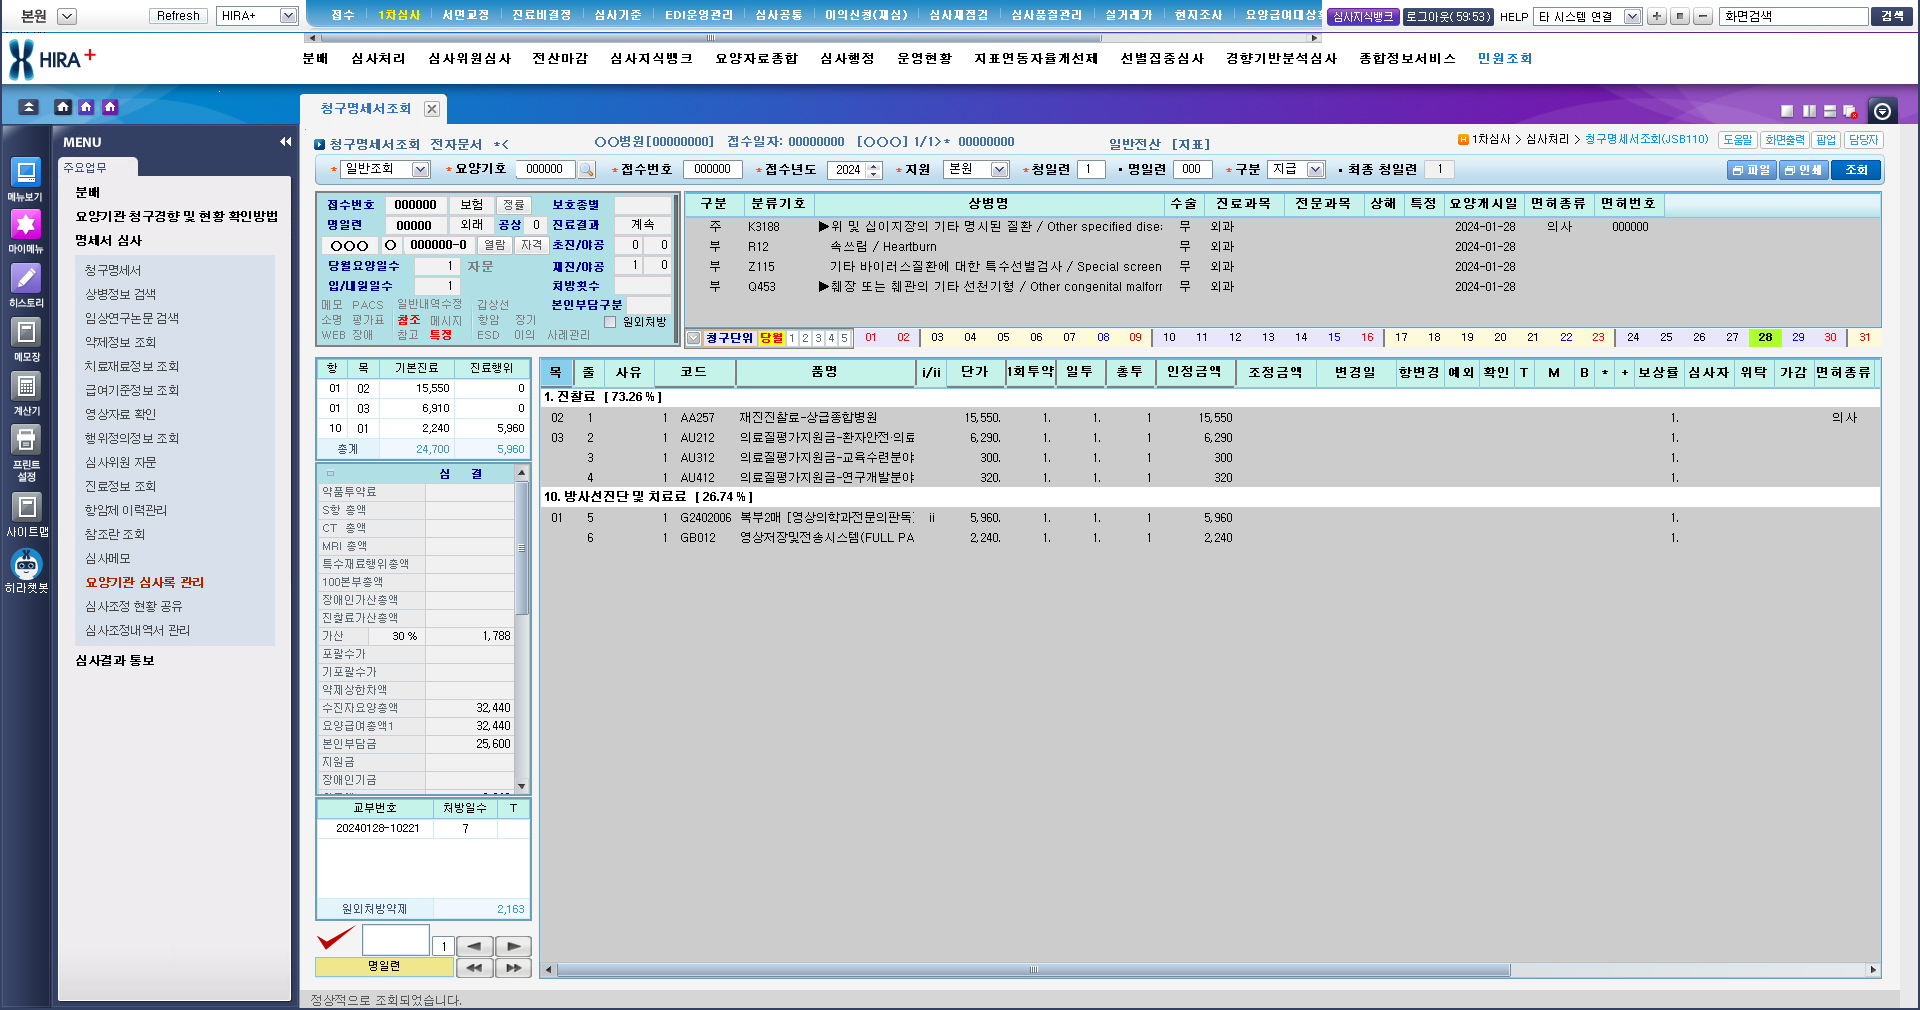 본원 Refresh HIRA+ 접수 1차심사 서면교정 진료비결정 심사기준 EDI운영관리 심사공통 이의신청(재심) 심사재점검 심사품질관리 실거래가 현지조사 요양급여대상확 심사지식뱅크 로그아웃(59:53) HELP 타 시스템 연결 화면검색 검색
HIRA+ 분배 심사처리 심사위원심사 전산마감 심사지식뱅크 요양자료종합 심사행정 운영현황 지표연동자율개선제 선별집중심사 경향기반분석심사 종합정보서비스 민원조회
청구명세서조회
MENU
주요업무
분배
요양기관 청구경향 및 현황 확인방법
명세서 심사
청구명세서
상병정보 검색
임상연구논문 검색
약제정보 조회
치료재료정보 조회
급여기준정보 조회
영상자료 확인
행위정의정보 조회
심사위원 자문
진료정보 조회
항암제 이력관리
참조란 조회
심사메모
요양기관 심사록 관리
심사조정 현황 공유
심사조정내역서 관리
심사결과 통보
메뉴보기
마이메뉴
히스토리
메모장
계산기
프린트
설정
사이트맵
히라챗봇
청구명세서조회 전자문서 *< ○○병원[00000000] 접수일자: 00000000 [○○○] 1/1>* 00000000 일반전산 [지표] H 1차심사 > 심사처리 > 청구명세서조회(JSB110) 도움말 화면출력 팝업 담당자
* 일반조회 * 요양기호 000000 * 접수번호 000000 * 접수년도 2024 * 지원 본원 * 청일련 1 • 명일련 000 * 구분 지급 • 최종 청일련 1 파일 인쇄 조회
접수번호 000000 보험 정률 보호종별
명일련 00000 외래 공상 0 진료결과 계속
○○○ ○ 000000-0 열람 자격 초진/야공 0 0
당월요양일수 1 자문 재진/야공 1 0
입/내원일수 1 처방횟수
메모 PACS 일반내역수정 갑상선 본인부담구분
소명 평가표 참조 메시지 항암 장기 원외처방
WEB 장애 참고 특정 ESD 이의 사례관리
구분 분류기호 상병명 수술 진료과목 전문과목 상해 특정 요양개시일 면허종류 면허번호
주 K3188 ▶위 및 십이지장의 기타 명시된 질환 / Other specified dise 무 외과 2024-01-28 의사 000000
부 R12 속쓰림 / Heartburn 무 외과 2024-01-28
부 Z115 기타 바이러스질환에 대한 특수선별검사 / Special screen 무 외과 2024-01-28
부 Q453 ▶췌장 또는 췌관의 기타 선천기형 / Other congenital malforr 무 외과 2024-01-28
청구단위 당월 1 2 3 4 5 01 02 03 04 05 06 07 08 09 10 11 12 13 14 15 16 17 18 19 20 21 22 23 24 25 26 27 28 29 30 31
항 목 기본진료 진료행위
01 02 15,550 0
01 03 6,910 0
10 01 2,240 5,960
총계 24,700 5,960
심 결
약품투약료
S항 총액
CT 총액
MRI 총액
특수재료행위총액
100본부총액
장애인가산총액
진찰료가산총액
가산 30 % 1,788
포괄수가
기포괄수가
약제상한차액
수진자요양총액 32,440
요양급여총액1 32,440
본인부담금 25,600
지원금
장애인기금
교부번호 처방일수 T
20240128-10221 7
원외처방약제 2,163
1
명일련
목 줄 사유 코드 품명 i/ii 단가 1회투약 일투 총투 인정금액 조정금액 변경일 항변경 예외 확인 T M B * + 보상률 심사자 위탁 가감 면허종류
1. 진찰료 [ 73.26 % ]
02 1 1 AA257 재진진찰료-상급종합병원 15,550. 1. 1. 1 15,550 1. 의사
03 2 1 AU212 의료질평가지원금-환자안전·의료 6,290. 1. 1. 1 6,290 1.
3 1 AU312 의료질평가지원금-교육수련분야 300. 1. 1. 1 300 1.
4 1 AU412 의료질평가지원금-연구개발분야 320. 1. 1. 1 320 1.
10. 방사선진단 및 치료료 [ 26.74 % ]
01 5 1 G2402006 복부2매 [영상의학과전문의판독] ii 5,960. 1. 1. 1 5,960 1.
6 1 GB012 영상저장및전송시스템(FULL PA 2,240. 1. 1. 1 2,240 1.
정상적으로 조회되었습니다.